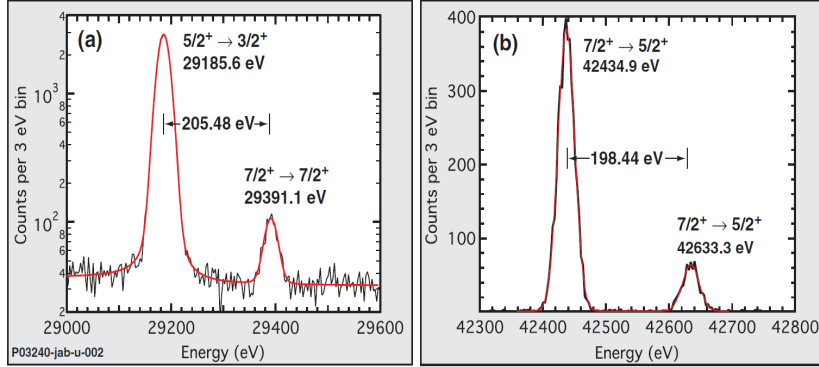 (a)
5/2⁺ → 3/2⁺
29185.6 eV
205.48 eV
7/2⁺ → 7/2⁺
29391.1 eV
Counts per 3 eV bin
4
2
10³
8
6
4
2
10²
8
6
4
2
29000 29200 29400 29600
Energy (eV)
P03240-jab-u-002
(b)
7/2⁺ → 5/2⁺
42434.9 eV
198.44 eV
7/2⁺ → 5/2⁺
42633.3 eV
Counts per 3 eV bin
400
300
200
100
42300 42400 42500 42600 42700 42800
Energy (eV)